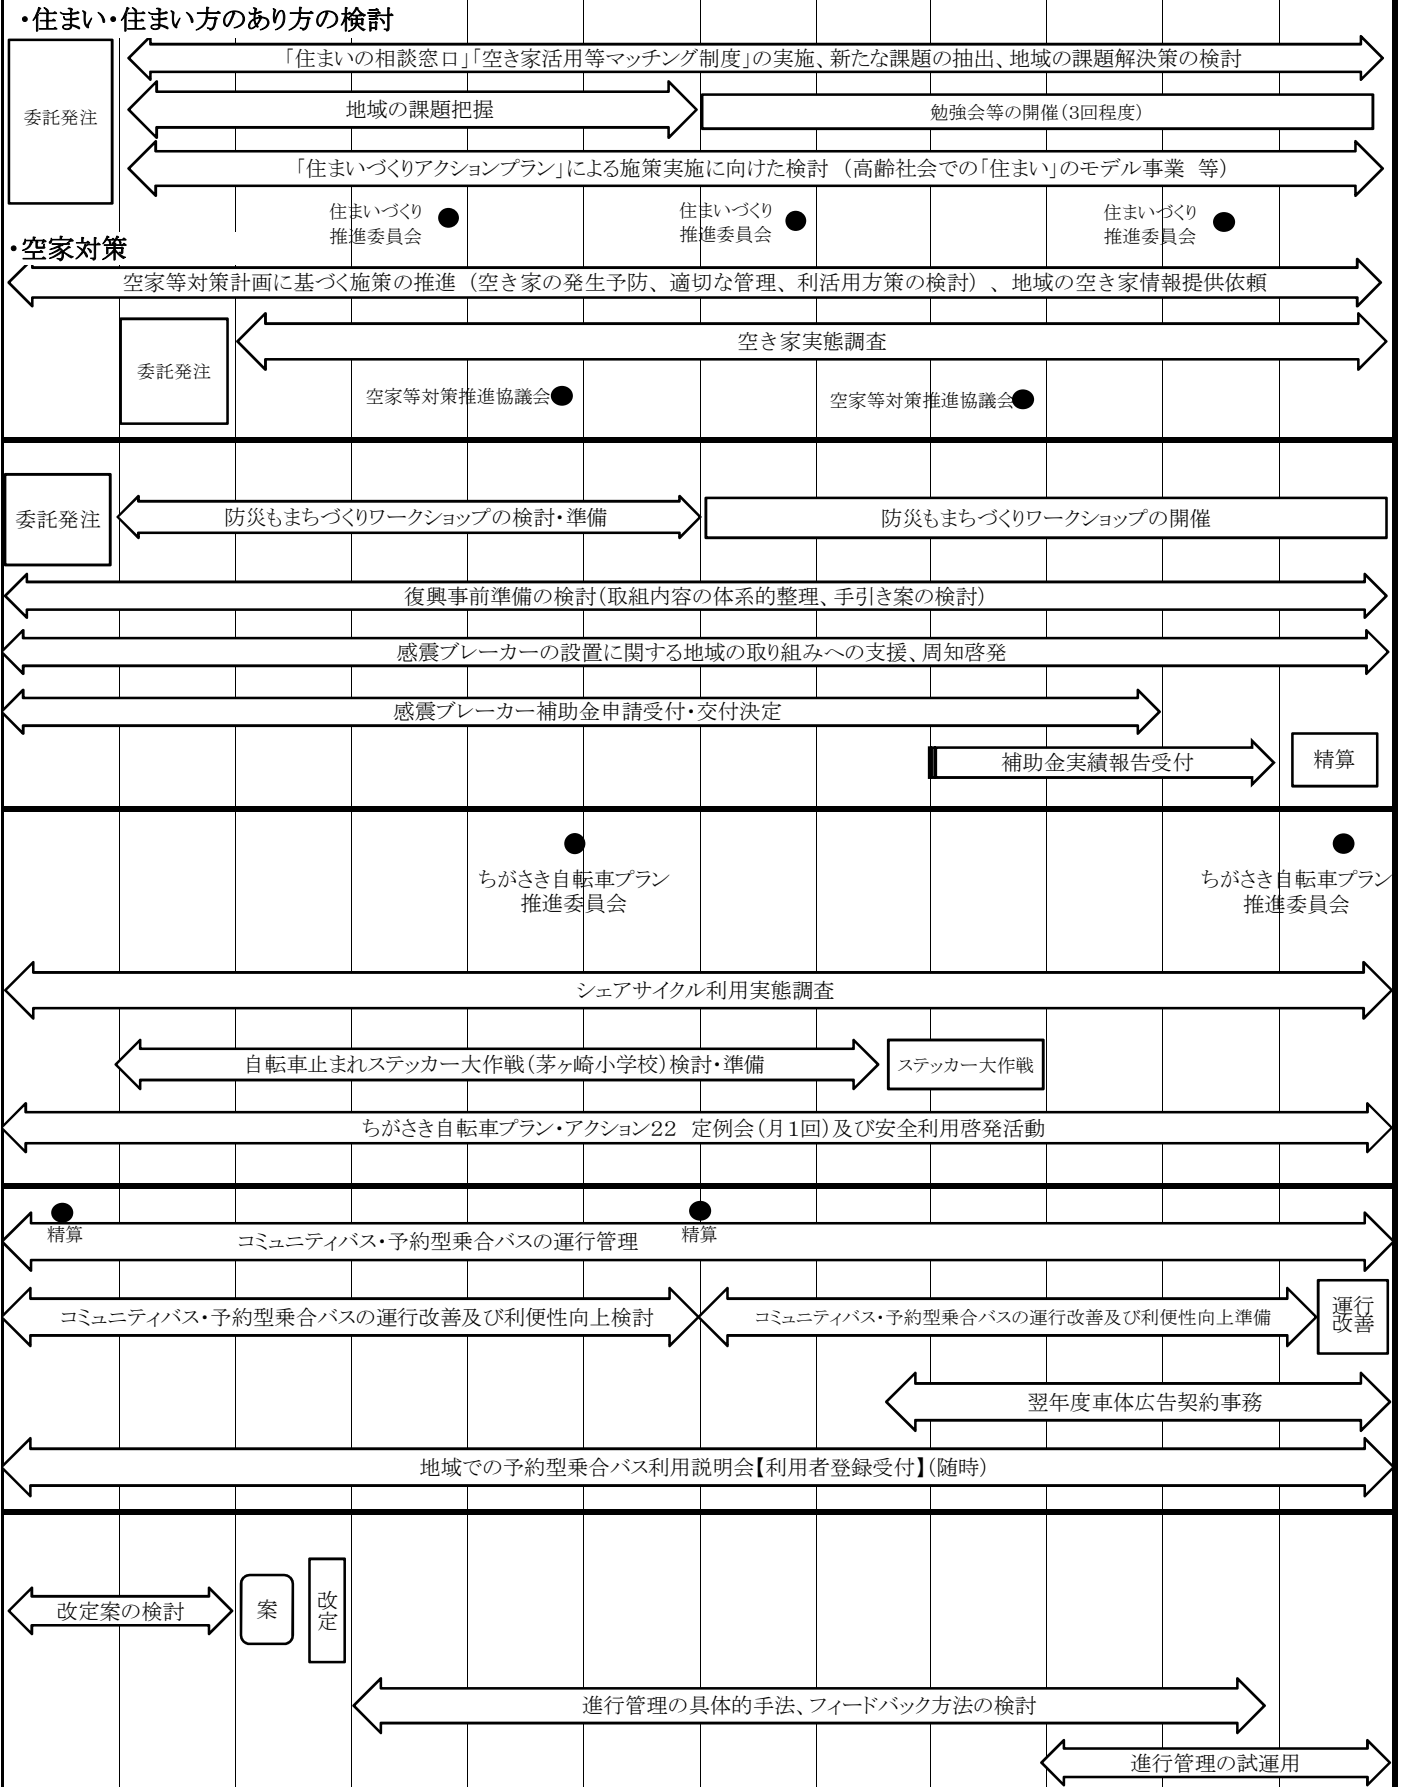 ・住まい・住まい方のあり方の検討
「住まいの相談窓口」「空き家活用等マッチング制度」の実施、新たな課題の抽出、地域の課題解決策の検討
委託発注
地域の課題把握
勉強会等の開催(3回程度)
「住まいづくりアクションプラン」による施策実施に向けた検討 (高齢社会での「住まい」のモデル事業 等)
住まいづくり
推進委員会
住まいづくり
推進委員会
住まいづくり
推進委員会
・空家対策
空家等対策計画に基づく施策の推進 (空き家の発生予防、適切な管理、利活用方策の検討) 、地域の空き家情報提供依頼
空き家実態調査
委託発注
空家等対策推進協議会
空家等対策推進協議会
委託発注
防災もまちづくりワークショップの検討・準備
防災もまちづくりワークショップの開催
復興事前準備の検討(取組内容の体系的整理、手引き案の検討)
感震ブレーカーの設置に関する地域の取り組みへの支援、周知啓発
感震ブレーカー補助金申請受付・交付決定
補助金実績報告受付
精算
ちがさき自転車プラン
推進委員会
ちがさき自転車プラン
推進委員会
シェアサイクル利用実態調査
自転車止まれステッカー大作戦(茅ヶ崎小学校)検討・準備
ステッカー大作戦
ちがさき自転車プラン・アクション22 定例会(月1回)及び安全利用啓発活動
精算
精算
コミュニティバス・予約型乗合バスの運行管理
コミュニティバス・予約型乗合バスの運行改善及び利便性向上検討
コミュニティバス・予約型乗合バスの運行改善及び利便性向上準備
運行
改善
翌年度車体広告契約事務
地域での予約型乗合バス利用説明会【利用者登録受付】(随時)
改定案の検討
案
改定
進行管理の具体的手法、フィードバック方法の検討
進行管理の試運用